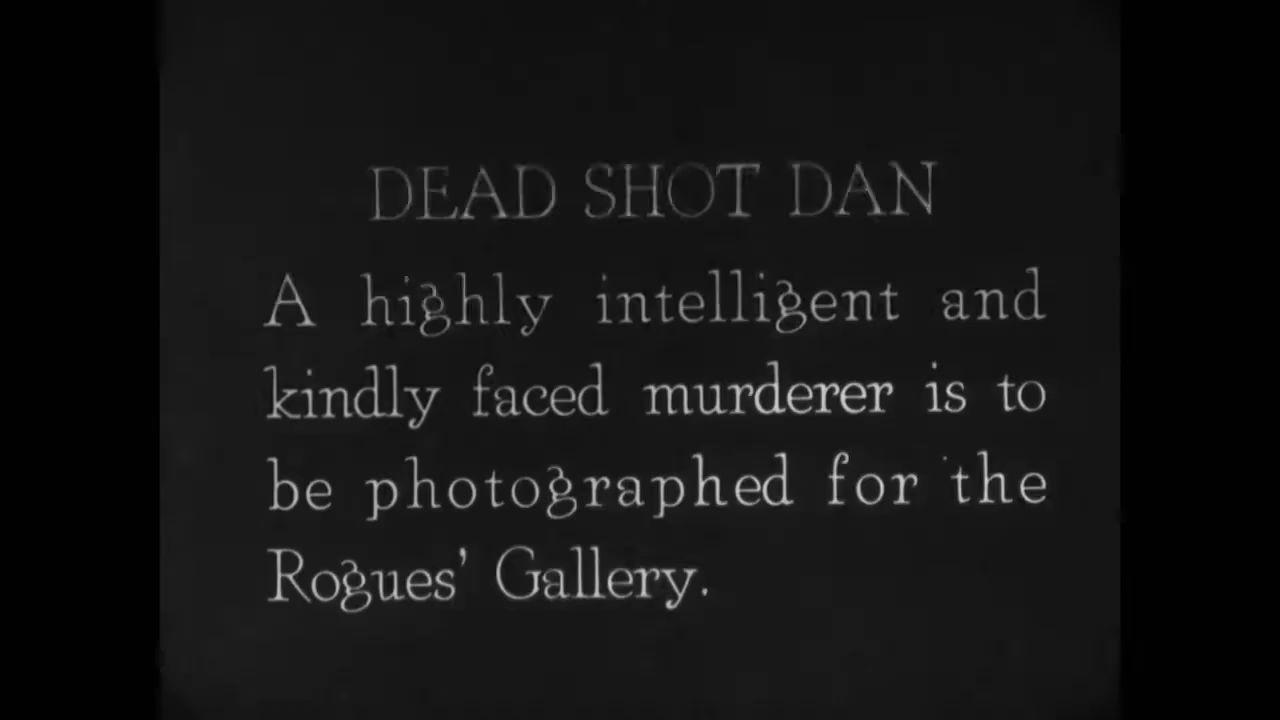 DEAD SHOT DAN
A highly intelligent and
kindly faced murderer is to
be photographed for the
Rogues’ Gallery.